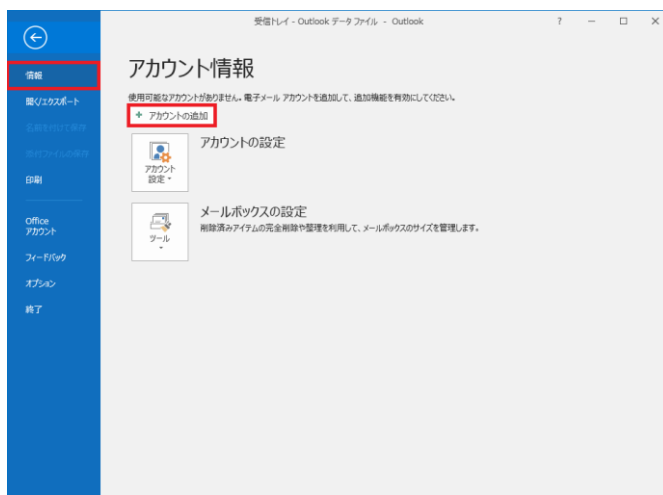 受信トレイ - Outlook データ ファイル - Outlook
?
情報
開く/エクスポート
名前を付けて保存
添付ファイルの保存
印刷
Office
アカウント
フィードバック
オプション
終了
アカウント情報
使用可能なアカウントがありません。電子メール アカウントを追加して、追加機能を有効にしてください。
+ アカウントの追加
アカウント
設定
アカウントの設定
ツール
メールボックスの設定
削除済みアイテムの完全削除や整理を利用して、メールボックスのサイズを管理します。